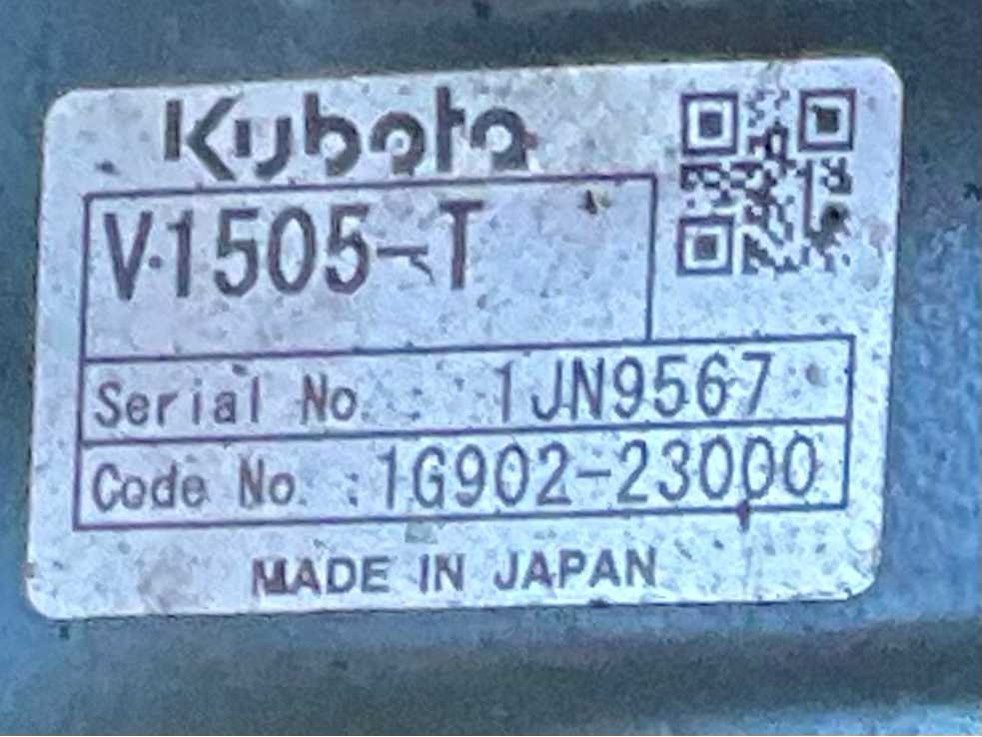 Kubota
V1505-T
Serial No. : 1JN9567
Code No. : 1G902-23000
MADE IN JAPAN